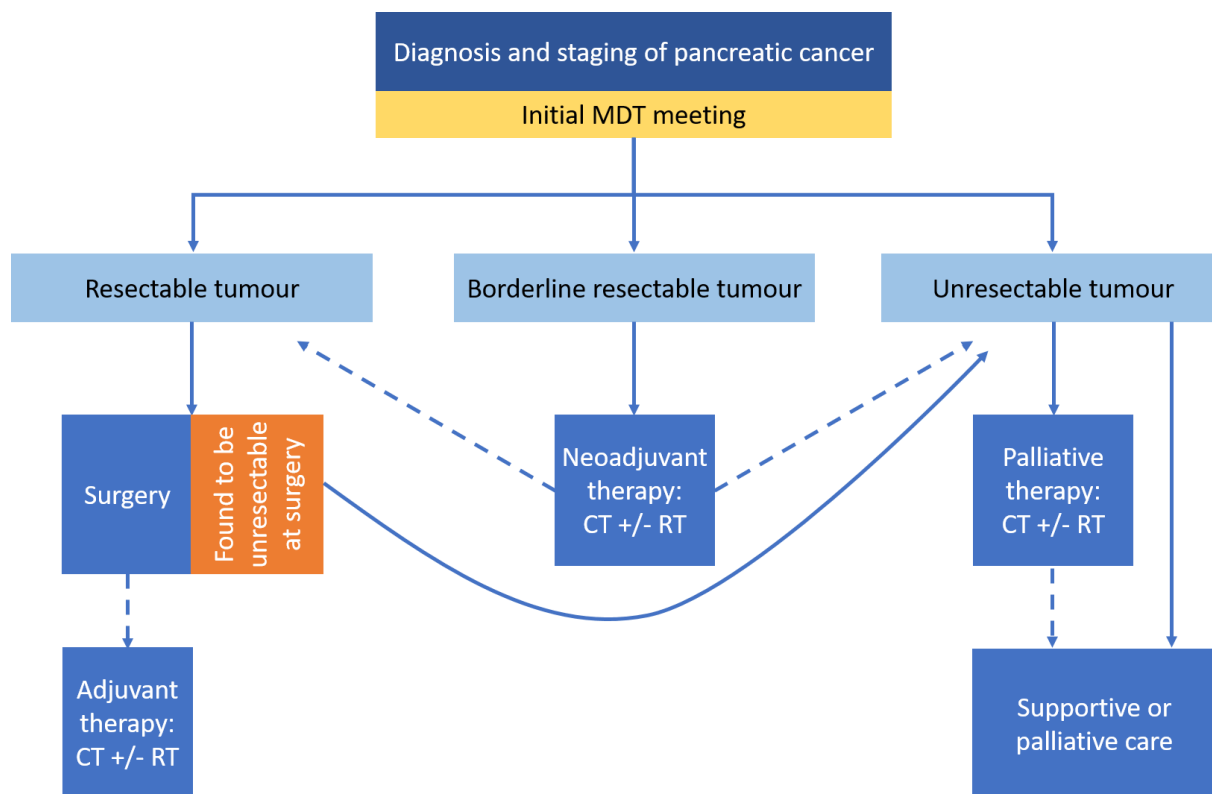 Diagnosis and staging of pancreatic cancer
Initial MDT meeting
Resectable tumour
Borderline resectable tumour
Unresectable tumour
Surgery
Found to be
unresectable
at surgery
Neoadjuvant
therapy:
CT +/- RT
Palliative
therapy:
CT +/- RT
Adjuvant
therapy:
CT +/- RT
Supportive or
palliative care